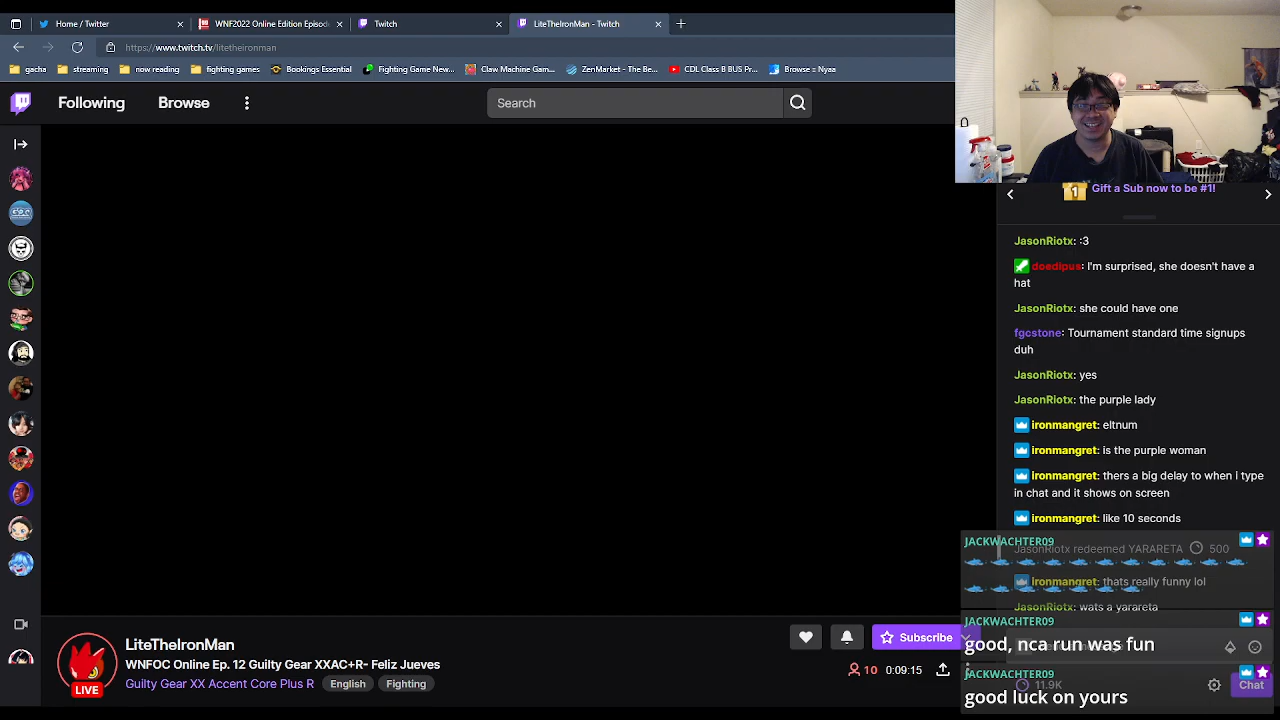 Home / Twitter
WNF2022 Online Edition Episod
Twitch
LiteTheIronMan - Twitch
https://www.twitch.tv/litetheironman
gacha
streaming
now reading
fighting games
Bookings Essential
Fighting Game New...
Claw Machine Gam...
ZenMarket - The Be...
CDL Class B BUS Pr...
Browse :: Nyaa
Following
Browse
Search
1
Gift a Sub now to be #1!
JasonRiotx: :3
doedipus: I'm surprised, she doesn't have a
hat
JasonRiotx: she could have one
fgcstone: Tournament standard time signups
duh
JasonRiotx: yes
JasonRiotx: the purple lady
ironmangret: eltnum
ironmangret: is the purple woman
ironmangret: thers a big delay to when I type
in chat and it shows on screen
ironmangret: like 10 seconds
JACKWACHTER09
JasonRiotx redeemed YARARETA 500
ironmangret: thats really funny lol
JasonRiotx: wats a yarareta
JACKWACHTER09
good, nca run was fun
JACKWACHTER09
good luck on yours
11.9K
Chat
LiteTheIronMan
WNFOC Online Ep. 12 Guilty Gear XXAC+R- Feliz Jueves
Guilty Gear XX Accent Core Plus R
English
Fighting
LIVE
Subscribe
10
0:09:15